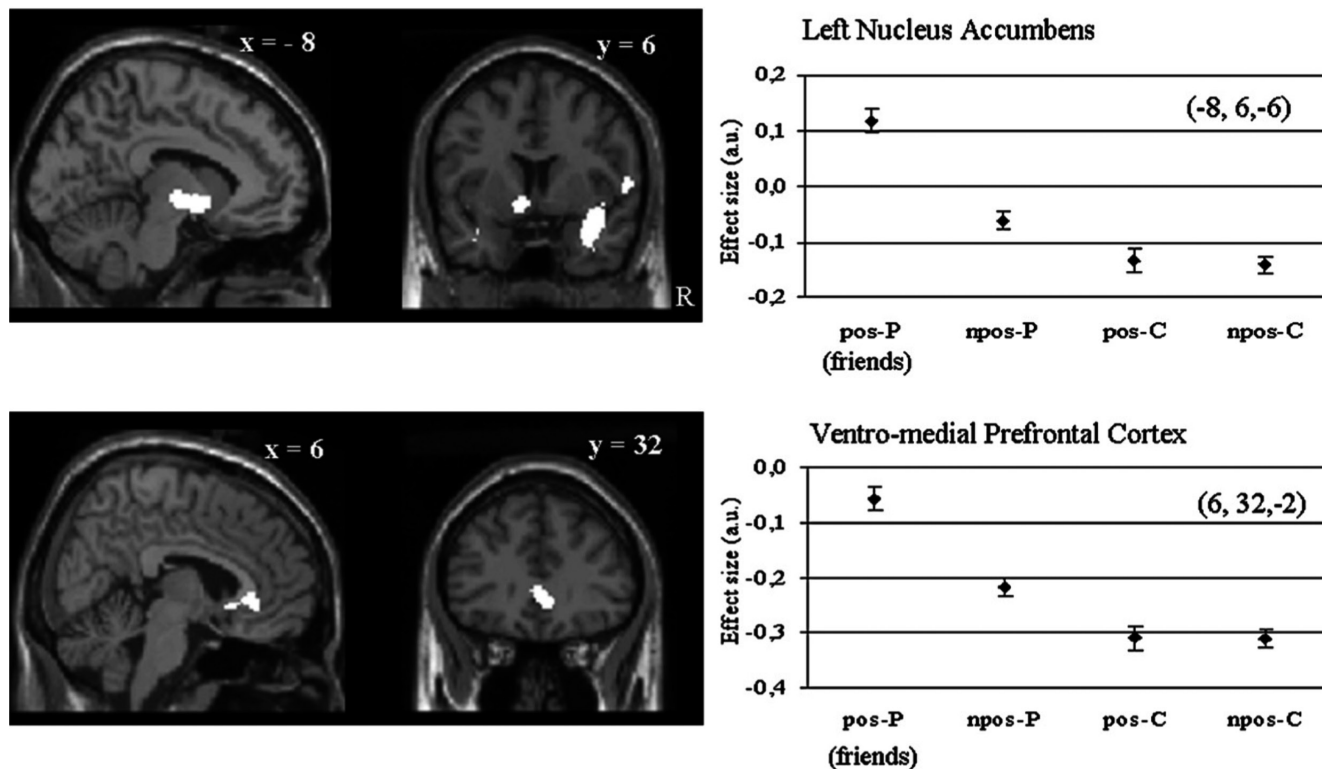 x = - 8
y = 6
R
Left Nucleus Accumbens
(-8, 6,-6)
Effect size (a.u.)
0,2
0,1
0,0
-0,1
-0,2
pos-P npos-P pos-C npos-C
(friends)
x = 6
y = 32
Ventro-medial Prefrontal Cortex
(6, 32,-2)
Effect size (a.u.)
0,0
-0,1
-0,2
-0,3
-0,4
pos-P npos-P pos-C npos-C
(friends)